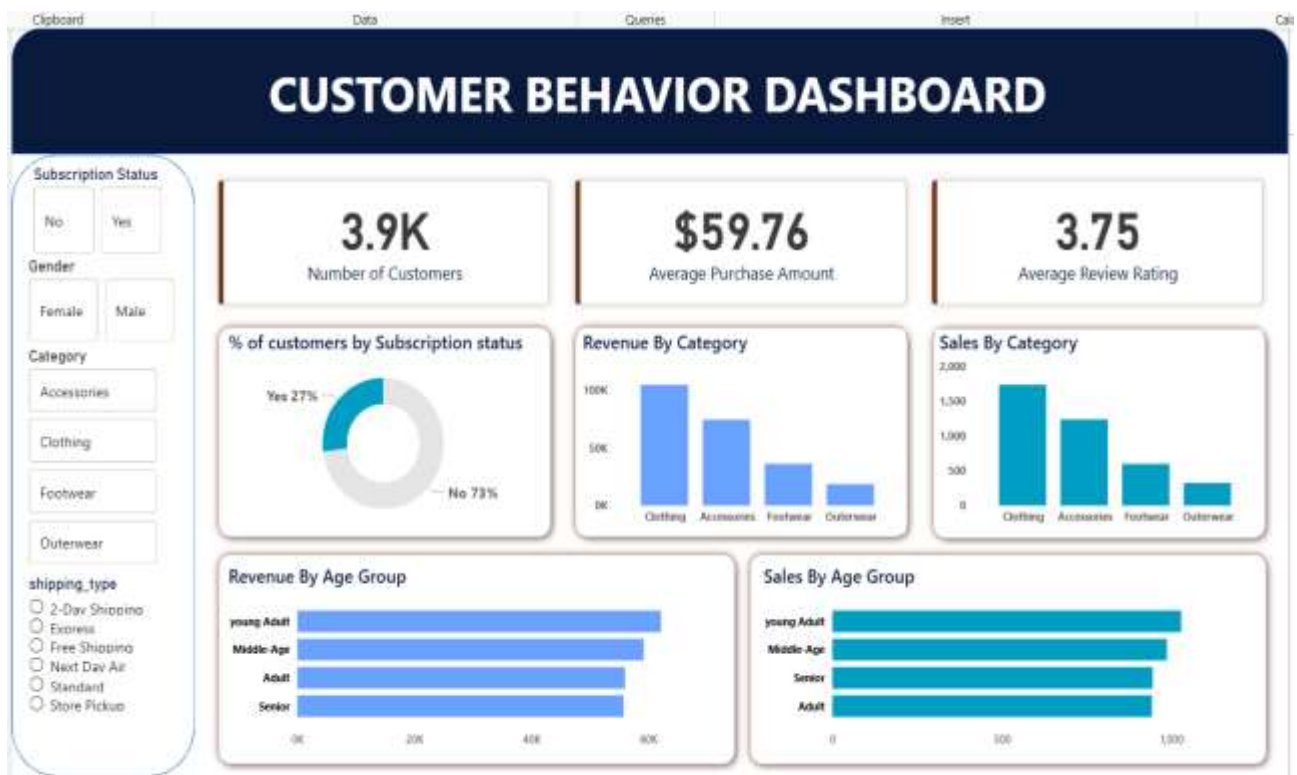 Clipboard Data Queries Insert
CUSTOMER BEHAVIOR DASHBOARD
Subscription Status
No Yes
Gender
Female Male
Category
Accessories
Clothing
Footwear
Outerwear
shipping_type
2-Day Shipping
Express
Free Shipping
Next Day Air
Standard
Store Pickup
3.9K
Number of Customers
$59.76
Average Purchase Amount
3.75
Average Review Rating
% of customers by Subscription status
Yes 27%
No 73%
Revenue By Category
100K
50K
0K
Clothing Accessories Footwear Outerwear
Sales By Category
2,000
1,500
1,000
500
0
Clothing Accessories Footwear Outerwear
Revenue By Age Group
young Adult
Middle-Age
Adult
Senior
0K 20K 40K 60K
Sales By Age Group
young Adult
Middle-Age
Senior
Adult
0 500 1,000